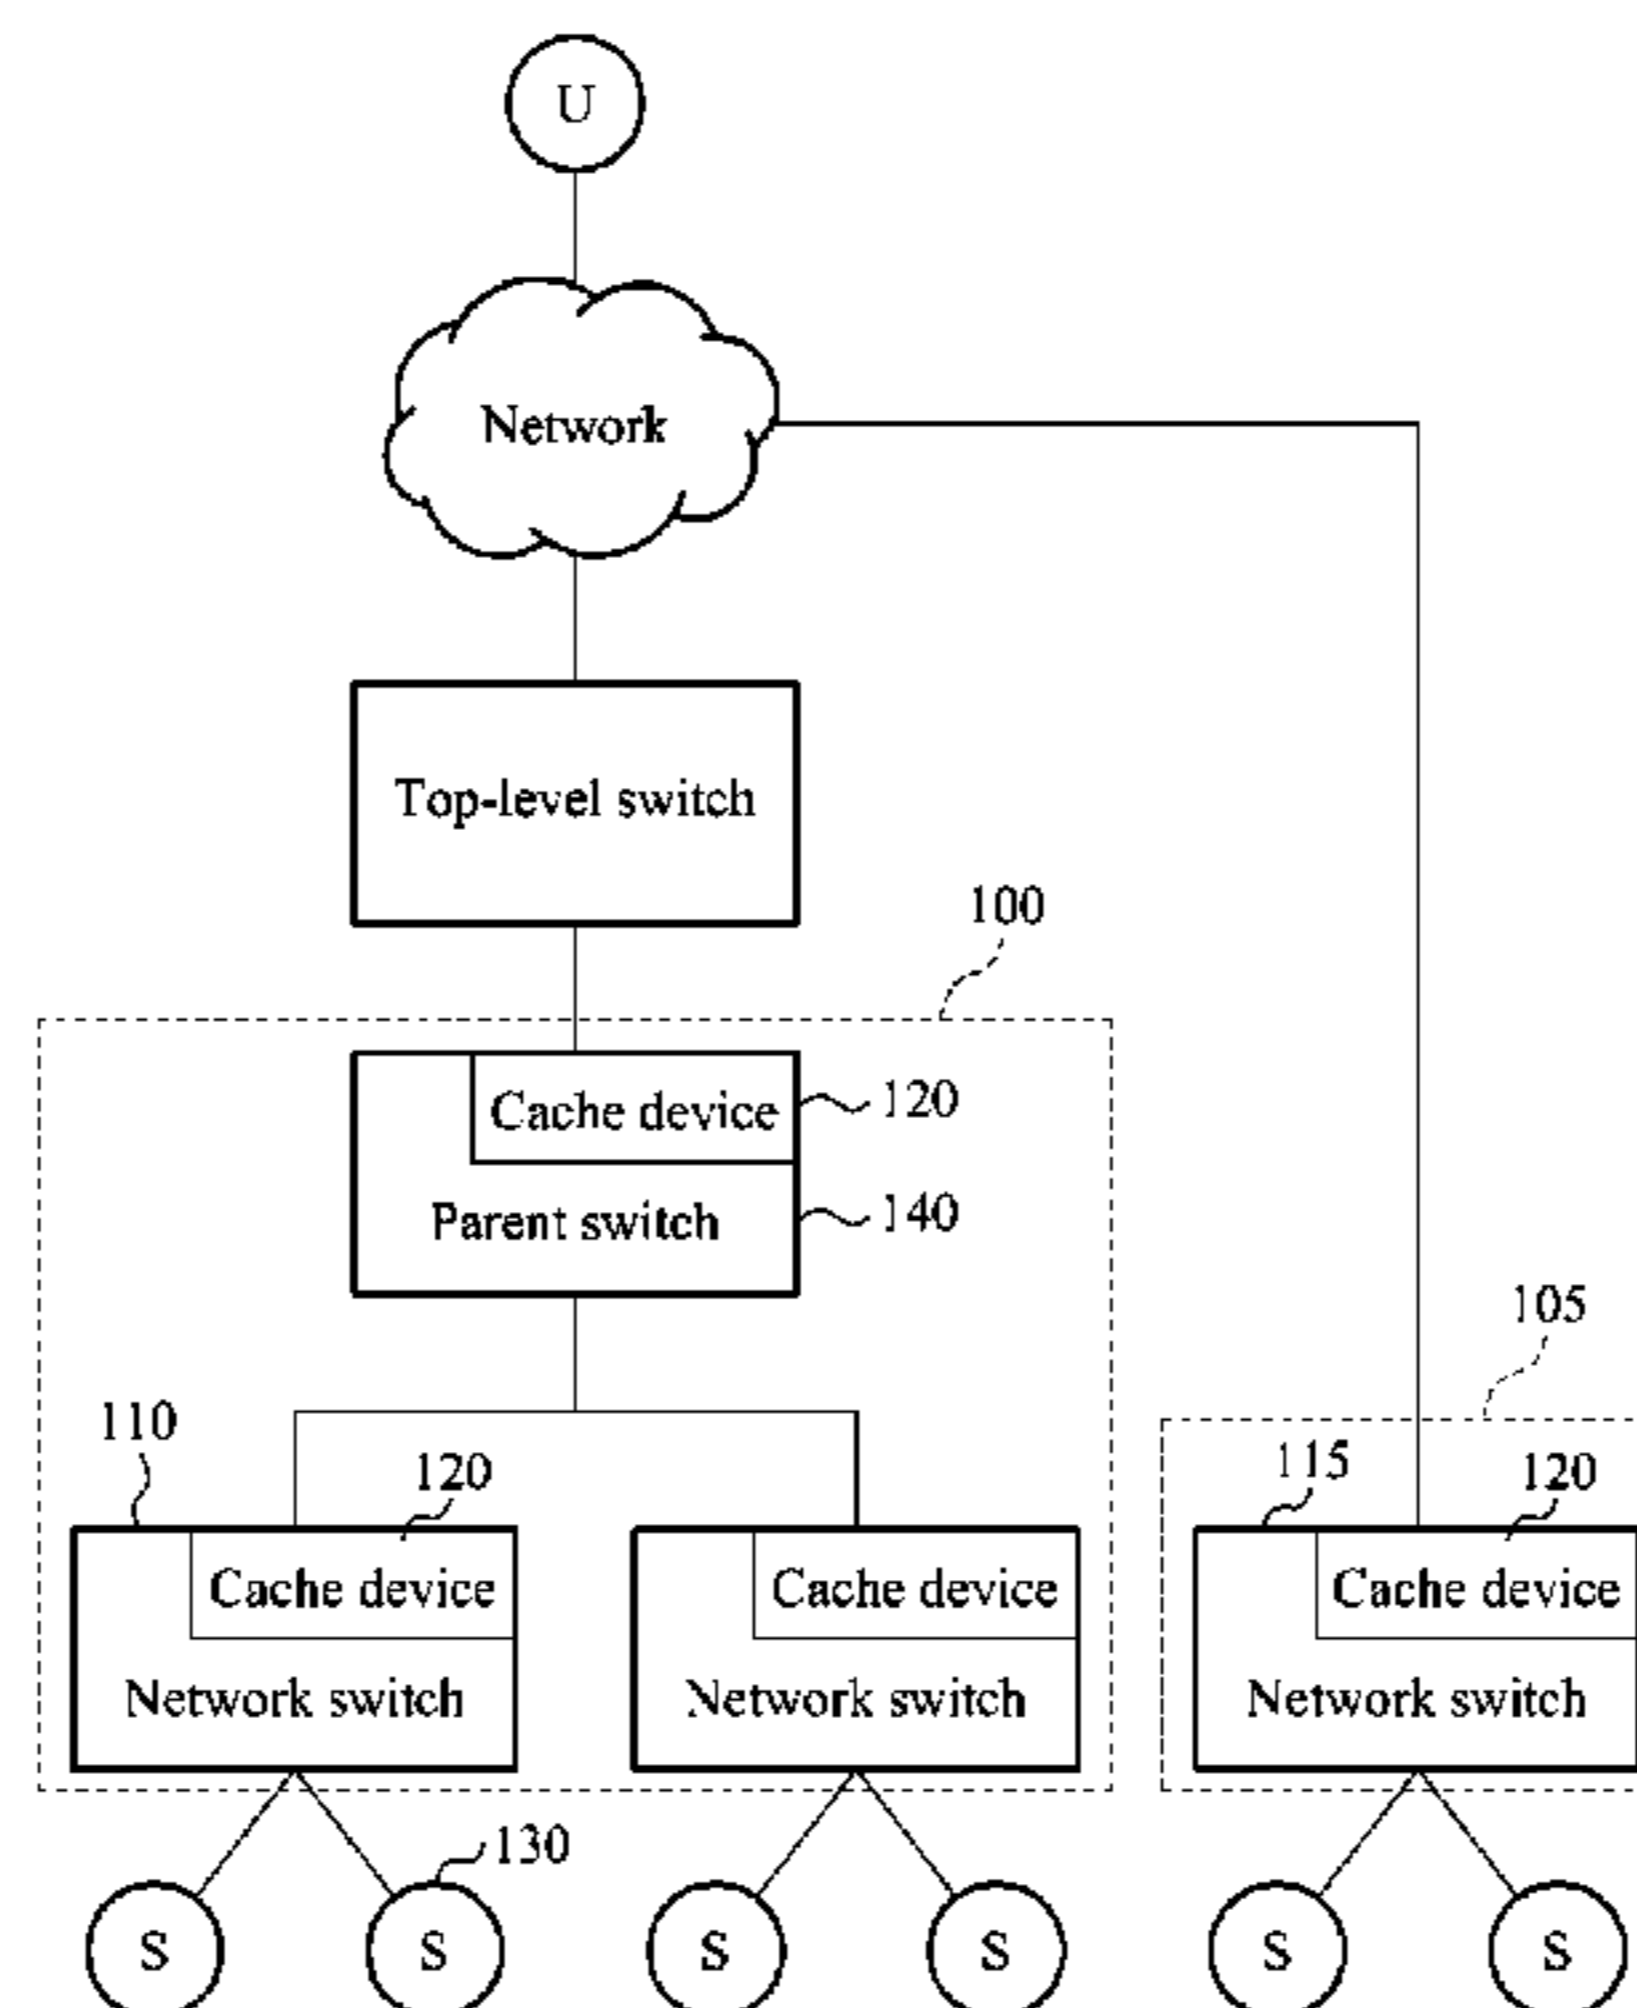 U
Network
Top-level switch
100
Cache device
120
Parent switch
140
105
110
120
115
120
Cache device
Cache device
Cache device
Network switch
Network switch
Network switch
130
S
S
S
S
S
S